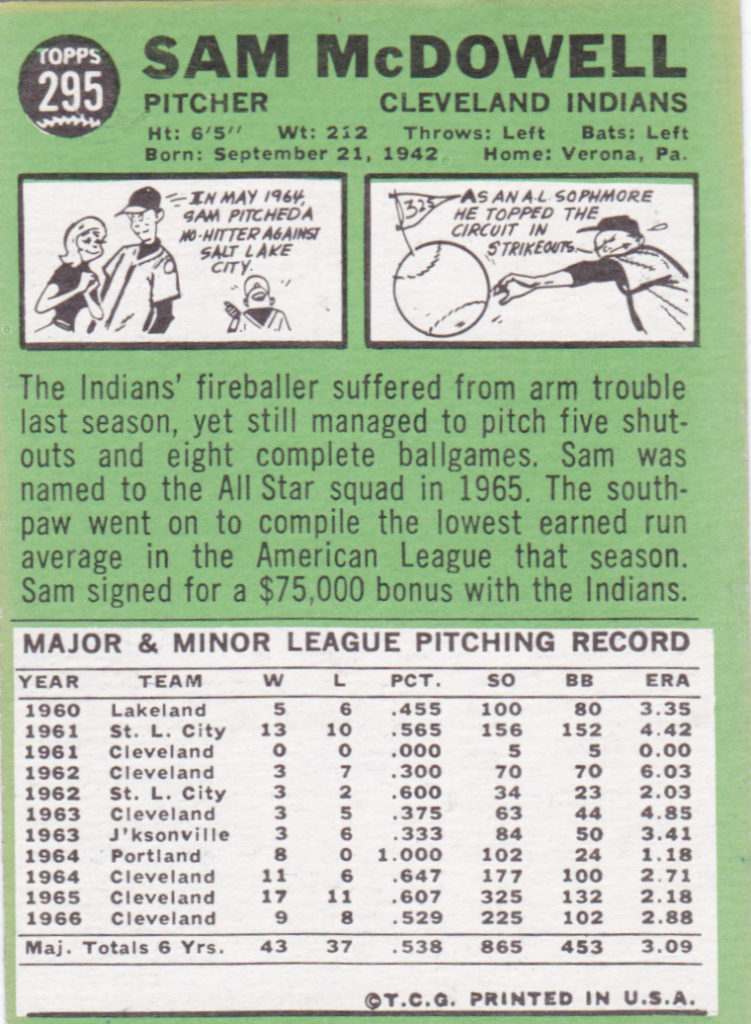 TOPPS
295
SAM McDOWELL
PITCHER CLEVELAND INDIANS
Ht: 6'5" Wt: 212 Throws: Left Bats: Left
Born: September 21, 1942 Home: Verona, Pa.
IN MAY 1964,
SAM PITCHED A
NO-HITTER AGAINST
SALT LAKE
CITY.
325
AS AN A.L. SOPHMORE
HE TOPPED THE
CIRCUIT IN
STRIKEOUTS.
The Indians' fireballer suffered from arm trouble
last season, yet still managed to pitch five shut-
outs and eight complete ballgames. Sam was
named to the All Star squad in 1965. The south-
paw went on to compile the lowest earned run
average in the American League that season.
Sam signed for a $75,000 bonus with the Indians.
MAJOR & MINOR LEAGUE PITCHING RECORD
YEAR TEAM W L PCT. SO BB ERA
1960 Lakeland 5 6 .455 100 80 3.35
1961 St. L. City 13 10 .565 156 152 4.42
1961 Cleveland 0 0 .000 5 5 0.00
1962 Cleveland 3 7 .300 70 70 6.03
1962 St. L. City 3 2 .600 34 23 2.03
1963 Cleveland 3 5 .375 63 44 4.85
1963 J'ksonville 3 6 .333 84 50 3.41
1964 Portland 8 0 1.000 102 24 1.18
1964 Cleveland 11 6 .647 177 100 2.71
1965 Cleveland 17 11 .607 325 132 2.18
1966 Cleveland 9 8 .529 225 102 2.88
Maj. Totals 6 Yrs. 43 37 .538 865 453 3.09
©T.C.G. PRINTED IN U.S.A.